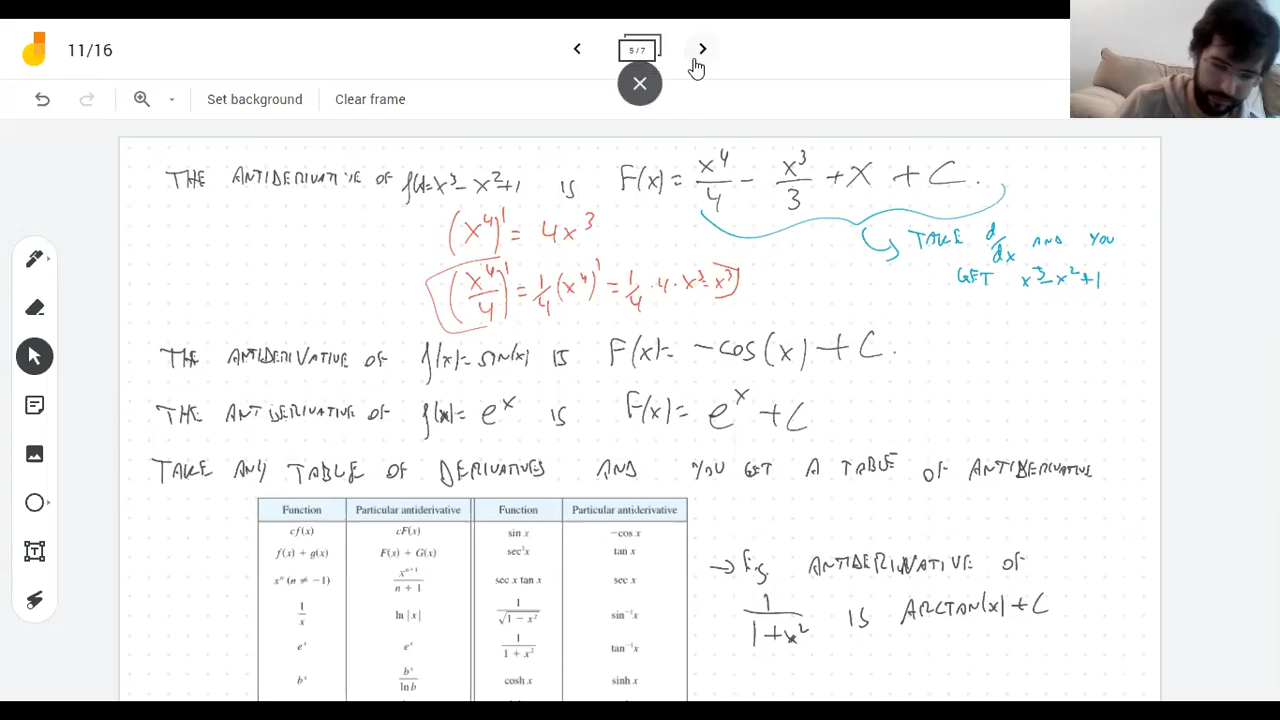 11/16
5 / 7
Set background
Clear frame
THE ANTIDERIVATIVE OF f(x)=x³-x²+1 IS F(x)= x⁴/4 - x³/3 + x + C.
(x⁴)' = 4x³
TAKE d/dx AND YOU
GET x³-x²+1
(x⁴/4)' = 1/4 (x⁴)' = 1/4 · 4 · x³ = x³
THE ANTIDERIVATIVE OF f(x)= SIN(x) IS F(x)= -cos(x) + C.
THE ANTIDERIVATIVE OF f(x)= eˣ IS F(x)= eˣ + C
TAKE ANY TABLE OF DERIVATIVES AND YOU GET A TABLE OF ANTIDERIVATIVE
Function Particular antiderivative Function Particular antiderivative
cf(x) cF(x) sin x −cos x
f(x) + g(x) F(x) + G(x) sec²x tan x
xⁿ (n ≠ −1) xⁿ⁺¹/(n + 1) sec x tan x sec x
1/x ln |x| 1/√(1 − x²) sin⁻¹x
eˣ eˣ 1/(1 + x²) tan⁻¹x
bˣ bˣ/ln b cosh x sinh x
→ E.g. ANTIDERIVATIVE OF
1/(1+x²) IS ARCTAN(x)+C